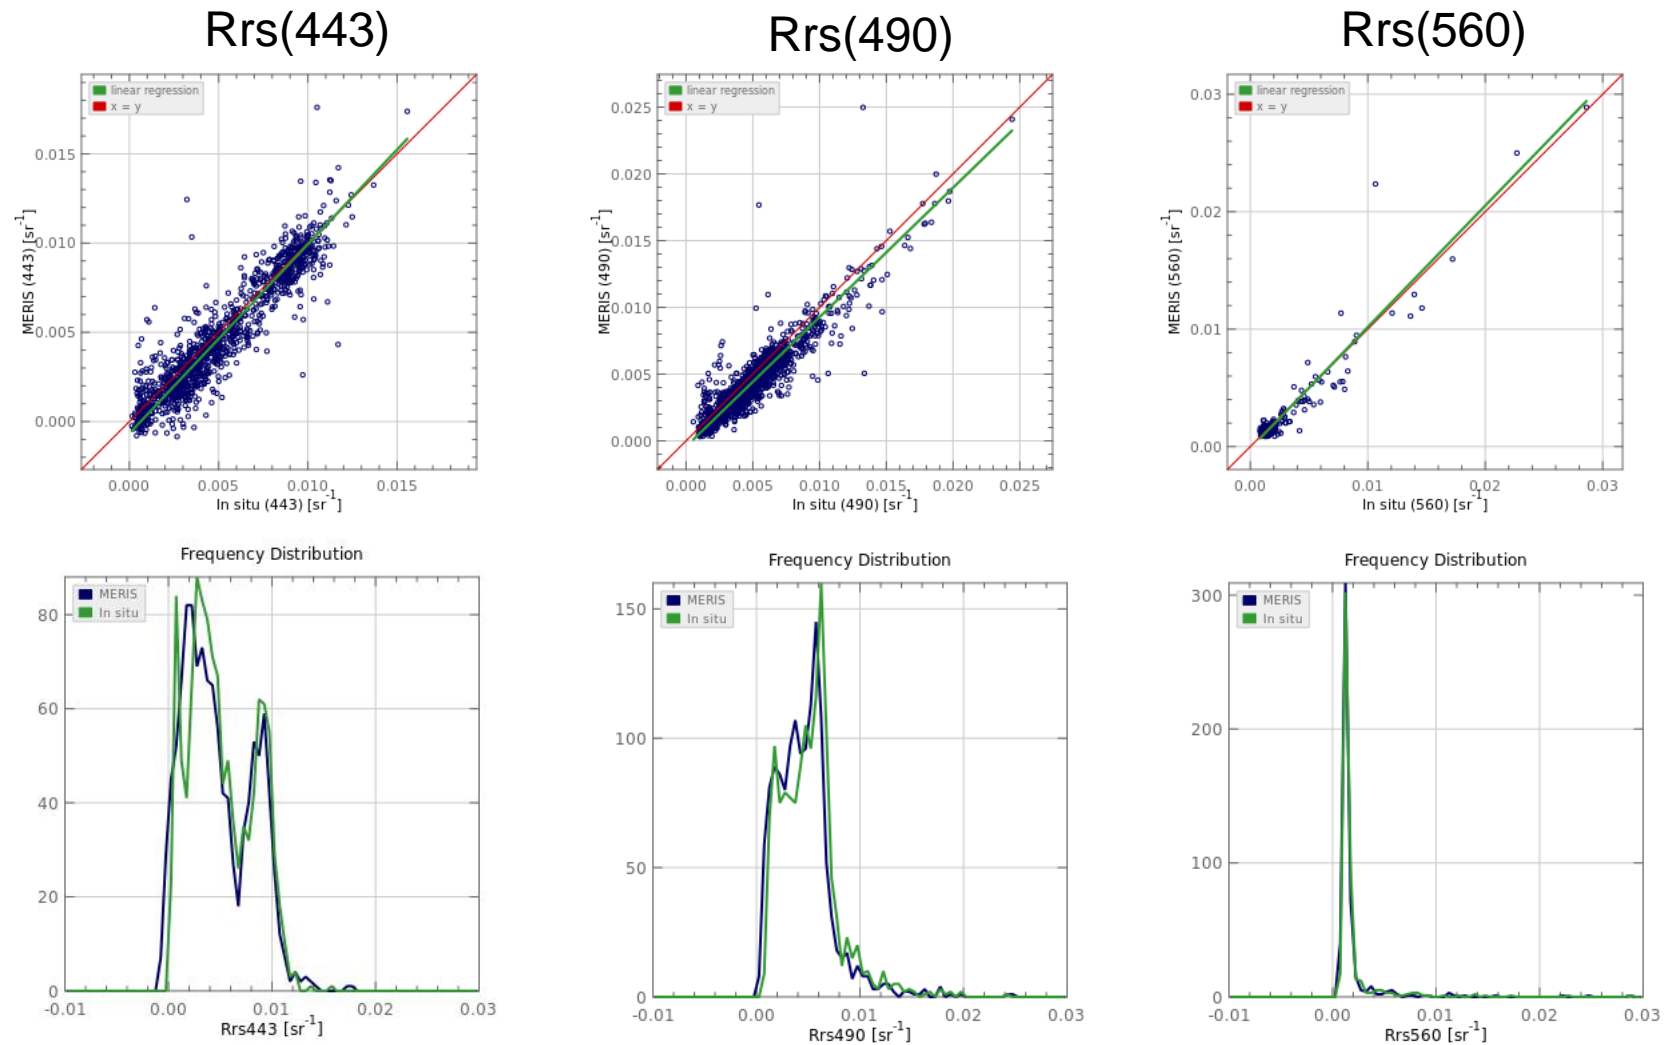 Rrs(443)
Rrs(490)
Rrs(560)
linear regression
x = y
0.015
0.010
0.005
0.000
MERIS (443) [sr-1]
0.000 0.005 0.010 0.015
In situ (443) [sr-1]
linear regression
x = y
0.025
0.020
0.015
0.010
0.005
0.000
MERIS (490) [sr-1]
0.000 0.005 0.010 0.015 0.020 0.025
In situ (490) [sr-1]
linear regression
x = y
0.03
0.02
0.01
0.00
MERIS (560) [sr-1]
0.00 0.01 0.02 0.03
In situ (560) [sr-1]
Frequency Distribution
MERIS
In situ
80
60
40
20
0
-0.01 0.00 0.01 0.02 0.03
Rrs443 [sr-1]
Frequency Distribution
MERIS
In situ
150
100
50
0
-0.01 0.00 0.01 0.02 0.03
Rrs490 [sr-1]
Frequency Distribution
MERIS
In situ
300
200
100
0
-0.01 0.00 0.01 0.02 0.03
Rrs560 [sr-1]